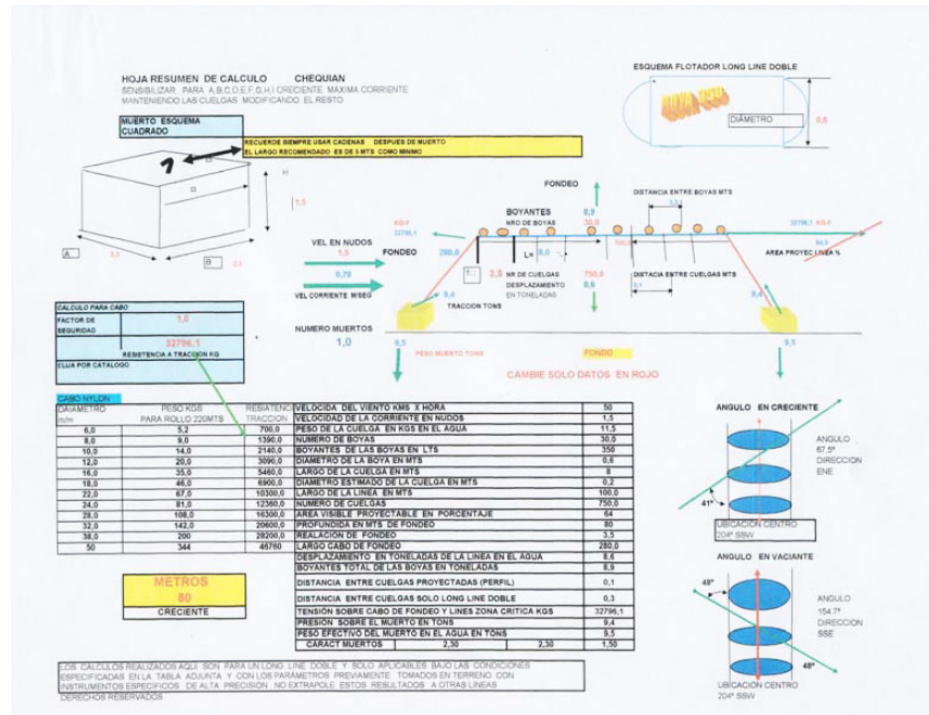 HOJA RESUMEN DE CALCULO CHEQUIAN
SENSIBILIZAR PARA A,B,C,D,E,F,G,H,I CRECIENTE MÁXIMA CORRIENTE
MANTENIENDO LAS CUELGAS MODIFICANDO EL RESTO
ESQUEMA FLOTADOR LONG LINE DOBLE
BOYA 350
DIÁMETRO
0,6
MUERTO ESQUEMA
CUADRADO
RECUERDE SIEMPRE USAR CADENAS DESPUES DE MUERTO
EL LARGO RECOMENDADO ES DE 5 MTS COMO MINIMO
H
1,5
A
B
FONDEO
8,9
BOYANTES
NRO DE BOYAS
30,0
DISTANCIA ENTRE BOYAS MTS
3,3
KG-F
32796,1
32796,1 KG-F
VEL EN NUDOS
1,5
FONDEO
280,0
L= 8,0
100,0
AREA PROYEC LINEA %
64,0
VEL CORRIENTE M/SEG
3,5
NR DE CUELGAS
750,0
DESPLAZAMIENTO
8,6
EN TONELADAS
DISTACIA ENTRE CUELGAS MTS
0,1
9,4
TRACCION TONS
9,4
NUMERO MUERTOS
1,0
9,5
PESO MUERTO TONS
FONDO
9,5
CAMBIE SOLO DATOS EN ROJO
CALCULO PARA CABO
FACTOR DE
SEGURIDAD
1,0
32796,1
RESISTENCIA A TRACCION KG
ELIJA POR CATALOGO
CABO NYLON
DAIAMETRO PESO KGS RESIATENCI
m/m PARA ROLLO 220MTS TRACCION
6,0 5,2 700,0
8,0 9,0 1390,0
10,0 14,0 2140,0
12,0 20,0 3090,0
16,0 35,0 5460,0
18,0 46,0 6900,0
22,0 67,0 10300,0
24,0 81,0 12360,0
28,0 108,0 16300,0
32,0 142,0 20600,0
38,0 200 28200,0
50 344 46760
VELOCIDA DEL VIENTO KMS X HORA 50
VELOCIDAD DE LA CORRIENTE EN NUDOS 1,5
PESO DE LA CUELGA EN KGS EN EL AGUA 11,5
NUMERO DE BOYAS 30,0
BOYANTES DE LAS BOYAS EN LTS 350
DIAMETRO DE LA BOYA EN MTS 0,6
LARGO DE LA CUELGA EN MTS 8
DIAMETRO ESTIMADO DE LA CUELGA EN MTS 0,2
LARGO DE LA LINEA EN MTS 100,0
NUMERO DE CUELGAS 750,0
AREA VISIBLE PROYECTABLE EN PORCENTAJE 64
PROFUNDIDA EN MTS DE FONDEO 80
REALACION DE FONDEO 3,5
LARGO CABO DE FONDEO 280,0
DESPLAZAMIENTO EN TONELADAS DE LA LINEA EN EL AGUA 8,6
BOYANTES TOTAL DE LAS BOYAS EN TONELADAS 8,9
DISTANCIA ENTRE CUELGAS PROYECTADAS (PERFIL) 0,1
DISTANCIA ENTRE CUELGAS SOLO LONG LINE DOBLE 0,3
TENSIÓN SOBRE CABO DE FONDEO Y LINES ZONA CRITICA KGS 32796,1
PRESIÓN SOBRE EL MUERTO EN TONS 9,4
PESO EFECTIVO DEL MUERTO EN EL AGUA EN TONS 9,5
CARACT MUERTOS 2,30 2,30 1,50
METROS
80
CRECIENTE
ANGULO EN CRECIENTE
ANGULO
67,5º
DIRECCION
ENE
41º
UBICACIÓN CENTRO
204º SSW
ANGULO EN VACIANTE
48º
ANGULO
154,7º
DIRECCION
SSE
48º
UBICACIÓN CENTRO
204º SSW
LOS CALCULOS REALIZADOS AQUI SON PARA UN LONG LINE DOBLE Y SOLO APLICABLES BAJO LAS CONDICIONES
ESPECIFICADAS EN LA TABLA ADJUNTA Y CON LOS PARÁMETROS PREVIAMENTE TOMADOS EN TERRENO CON
INSTRUMENTOS ESPECIFICOS DE ALTA PRECISION NO EXTRAPOLE ESTOS RESULTADOS A OTRAS LINEAS
DERECHOS RESERVADOS